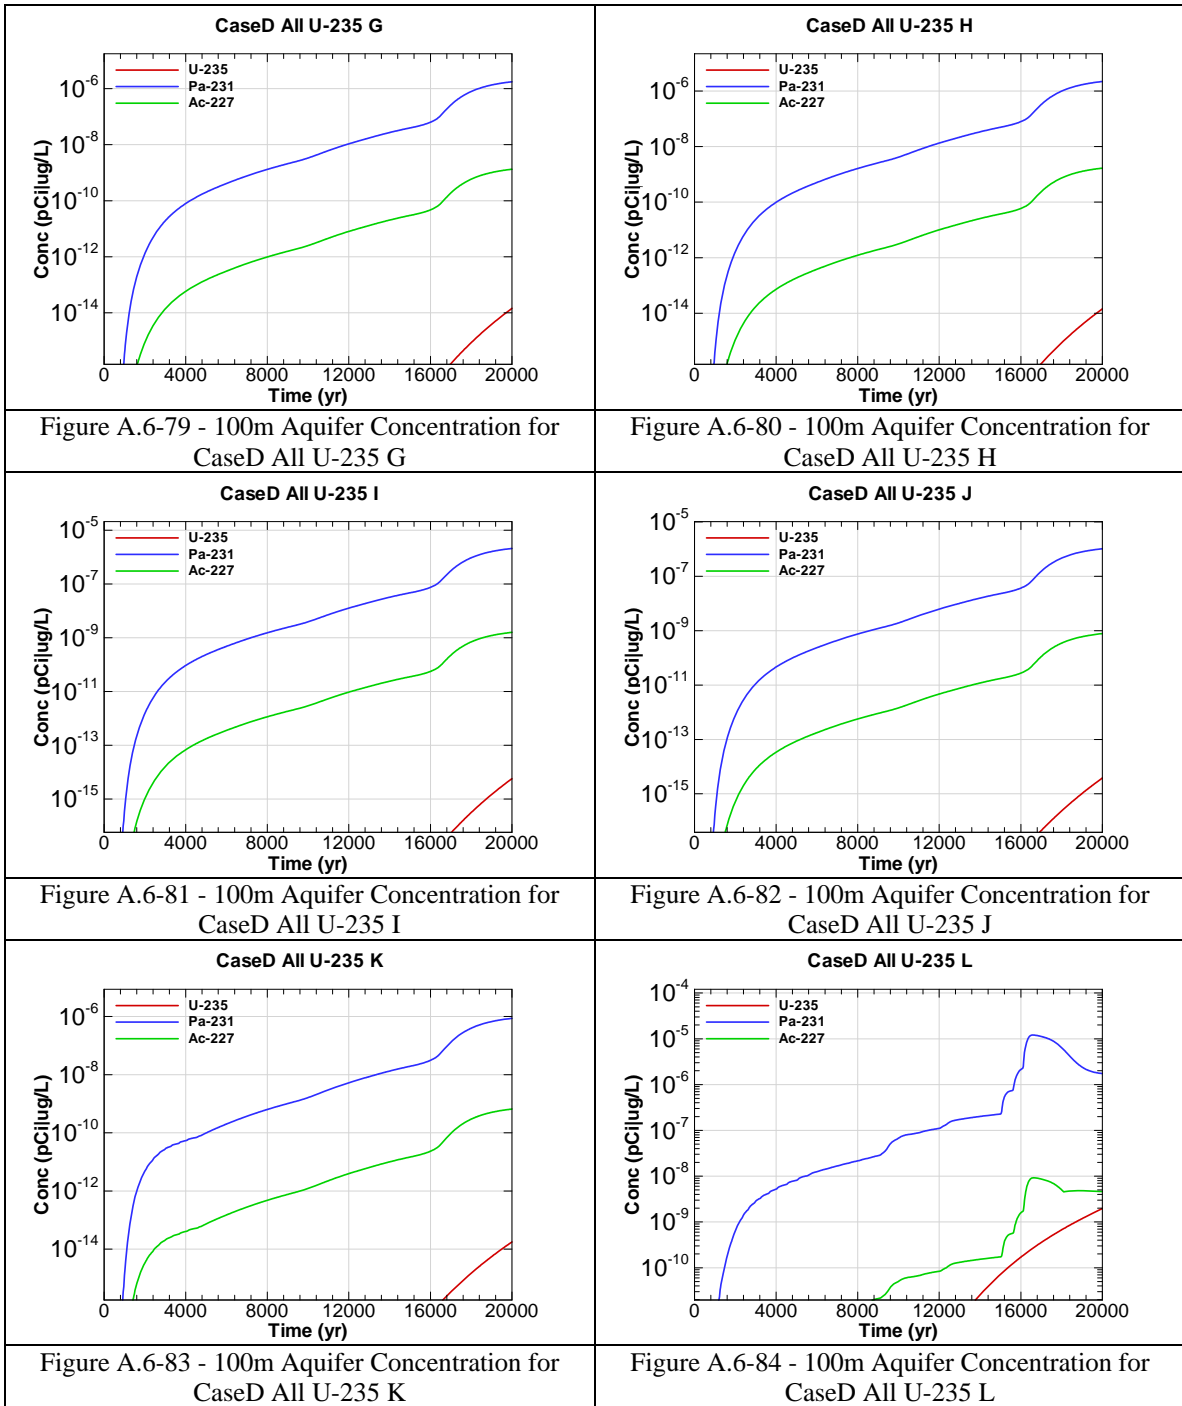 CaseD All U-235 G
U-235
Pa-231
Ac-227
10^-6
10^-8
10^-10
10^-12
10^-14
Conc (pCi|ug/L)
0 4000 8000 12000 16000 20000
Time (yr)
Figure A.6-79 - 100m Aquifer Concentration for
CaseD All U-235 G
CaseD All U-235 H
U-235
Pa-231
Ac-227
10^-6
10^-8
10^-10
10^-12
10^-14
Conc (pCi|ug/L)
0 4000 8000 12000 16000 20000
Time (yr)
Figure A.6-80 - 100m Aquifer Concentration for
CaseD All U-235 H
CaseD All U-235 I
U-235
Pa-231
Ac-227
10^-5
10^-7
10^-9
10^-11
10^-13
10^-15
Conc (pCi|ug/L)
0 4000 8000 12000 16000 20000
Time (yr)
Figure A.6-81 - 100m Aquifer Concentration for
CaseD All U-235 I
CaseD All U-235 J
U-235
Pa-231
Ac-227
10^-5
10^-7
10^-9
10^-11
10^-13
10^-15
Conc (pCi|ug/L)
0 4000 8000 12000 16000 20000
Time (yr)
Figure A.6-82 - 100m Aquifer Concentration for
CaseD All U-235 J
CaseD All U-235 K
U-235
Pa-231
Ac-227
10^-6
10^-8
10^-10
10^-12
10^-14
Conc (pCi|ug/L)
0 4000 8000 12000 16000 20000
Time (yr)
Figure A.6-83 - 100m Aquifer Concentration for
CaseD All U-235 K
CaseD All U-235 L
U-235
Pa-231
Ac-227
10^-4
10^-5
10^-6
10^-7
10^-8
10^-9
10^-10
Conc (pCi|ug/L)
0 4000 8000 12000 16000 20000
Time (yr)
Figure A.6-84 - 100m Aquifer Concentration for
CaseD All U-235 L